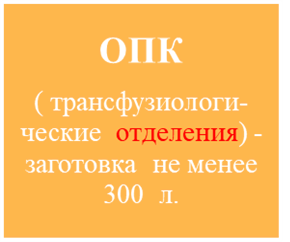 ОПК
( трансфузиологи-
ческие отделения) -
заготовка не менее
300 л.